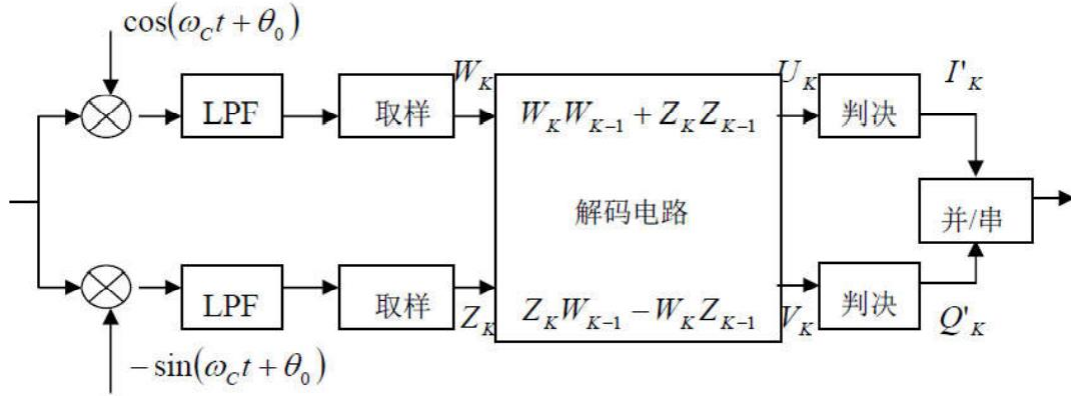 cos(ω_C t + θ_0)
W_K
U_K
I'_K
LPF
取样
W_K W_{K-1} + Z_K Z_{K-1}
判决
解码电路
并/串
LPF
取样
Z_K W_{K-1} − W_K Z_{K-1}
判决
Z_K
V_K
Q'_K
− sin(ω_C t + θ_0)